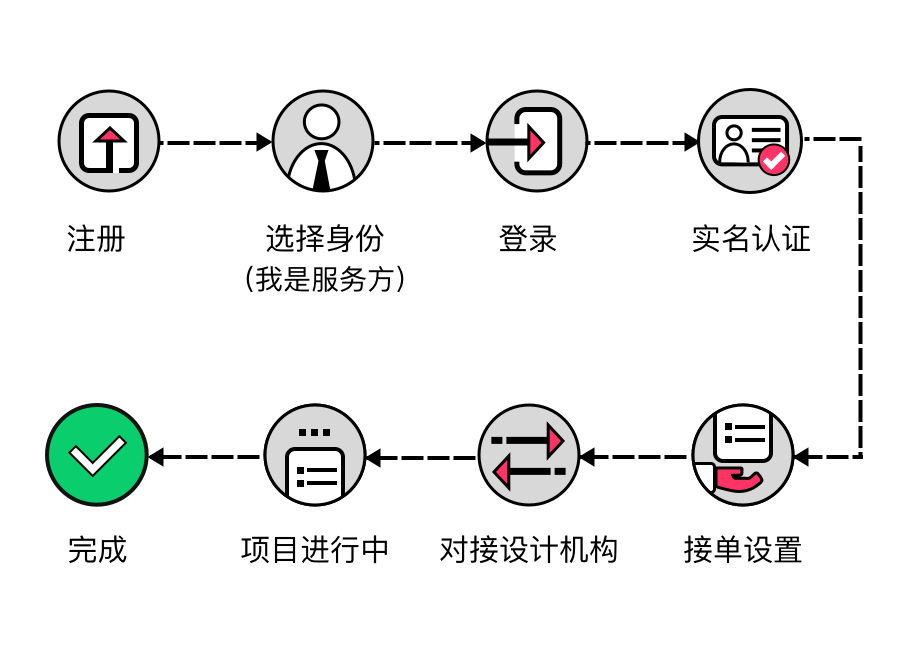 注册
选择身份
（我是服务方）
登录
实名认证
接单设置
对接设计机构
项目进行中
完成